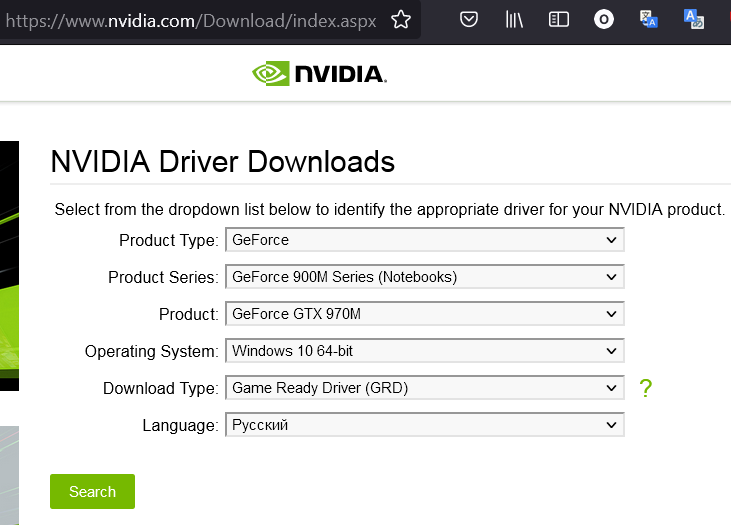 https://www.nvidia.com/Download/index.aspx
NVIDIA.
NVIDIA Driver Downloads
Select from the dropdown list below to identify the appropriate driver for your NVIDIA product.
Product Type: GeForce
Product Series: GeForce 900M Series (Notebooks)
Product: GeForce GTX 970M
Operating System: Windows 10 64-bit
Download Type: Game Ready Driver (GRD) ?
Language: Русский
Search